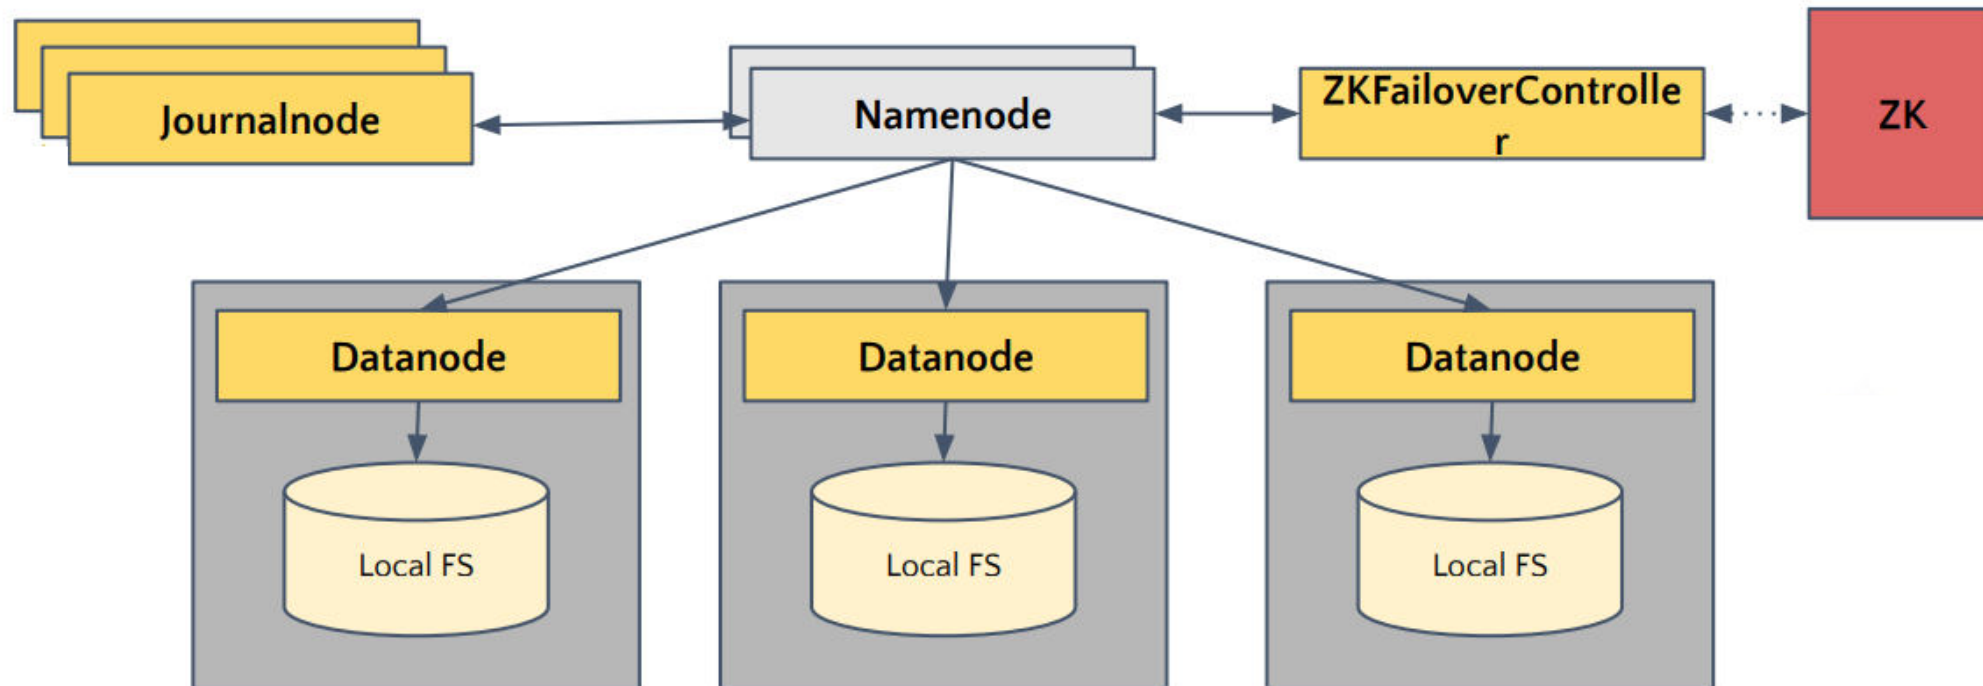 Journalnode
Namenode
ZKFailoverControlle
r
ZK
Datanode
Datanode
Datanode
Local FS
Local FS
Local FS